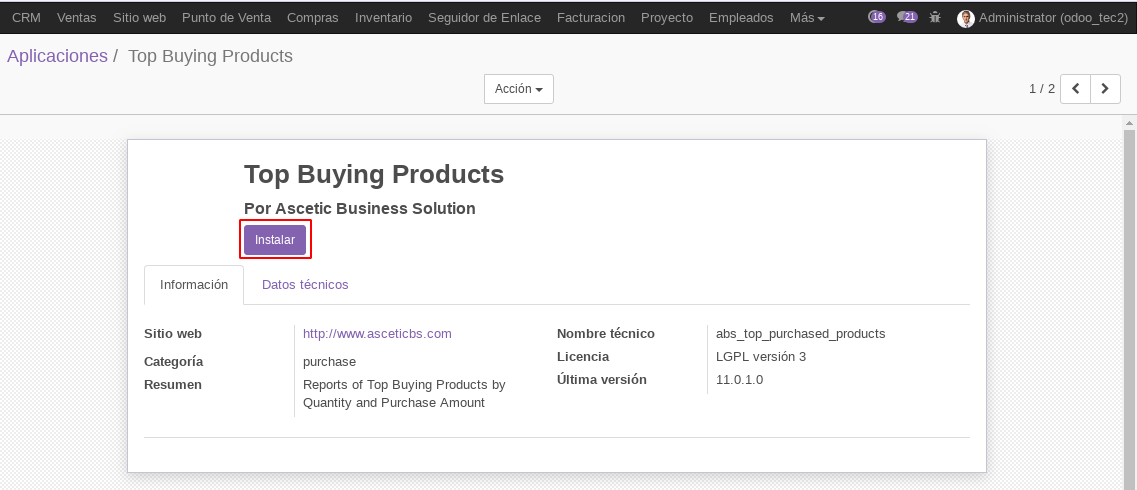 CRM Ventas Sitio web Punto de Venta Compras Inventario Seguidor de Enlace Facturacion Proyecto Empleados Más 16 21 Administrator (odoo_tec2)
Aplicaciones / Top Buying Products
Acción 1 / 2
Top Buying Products
Por Ascetic Business Solution
Instalar
Información Datos técnicos
Sitio web http://www.asceticbs.com Nombre técnico abs_top_purchased_products
Categoría purchase Licencia LGPL versión 3
Resumen Reports of Top Buying Products by Última versión 11.0.1.0
Quantity and Purchase Amount